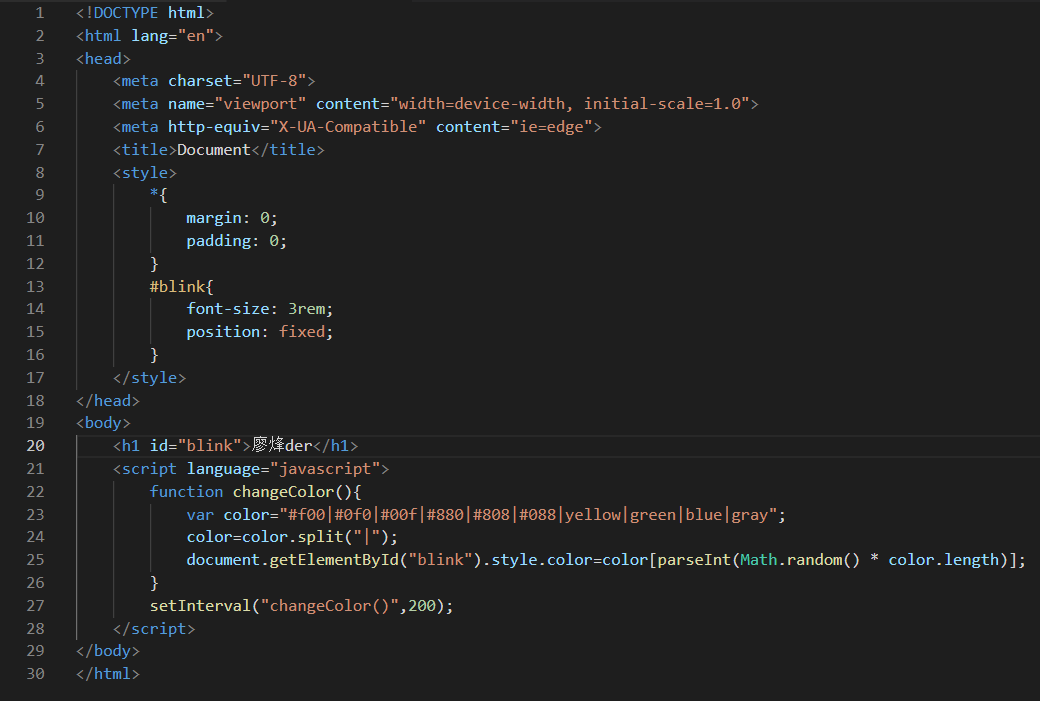 1 <!DOCTYPE html>
2 <html lang="en">
3 <head>
4     <meta charset="UTF-8">
5     <meta name="viewport" content="width=device-width, initial-scale=1.0">
6     <meta http-equiv="X-UA-Compatible" content="ie=edge">
7     <title>Document</title>
8     <style>
9         *{
10             margin: 0;
11             padding: 0;
12         }
13         #blink{
14             font-size: 3rem;
15             position: fixed;
16         }
17     </style>
18 </head>
19 <body>
20     <h1 id="blink">廖烽der</h1>
21     <script language="javascript">
22         function changeColor(){
23             var color="#f00|#0f0|#00f|#880|#808|#088|yellow|green|blue|gray";
24             color=color.split("|");
25             document.getElementById("blink").style.color=color[parseInt(Math.random() * color.length)];
26         }
27         setInterval("changeColor()",200);
28     </script>
29 </body>
30 </html>